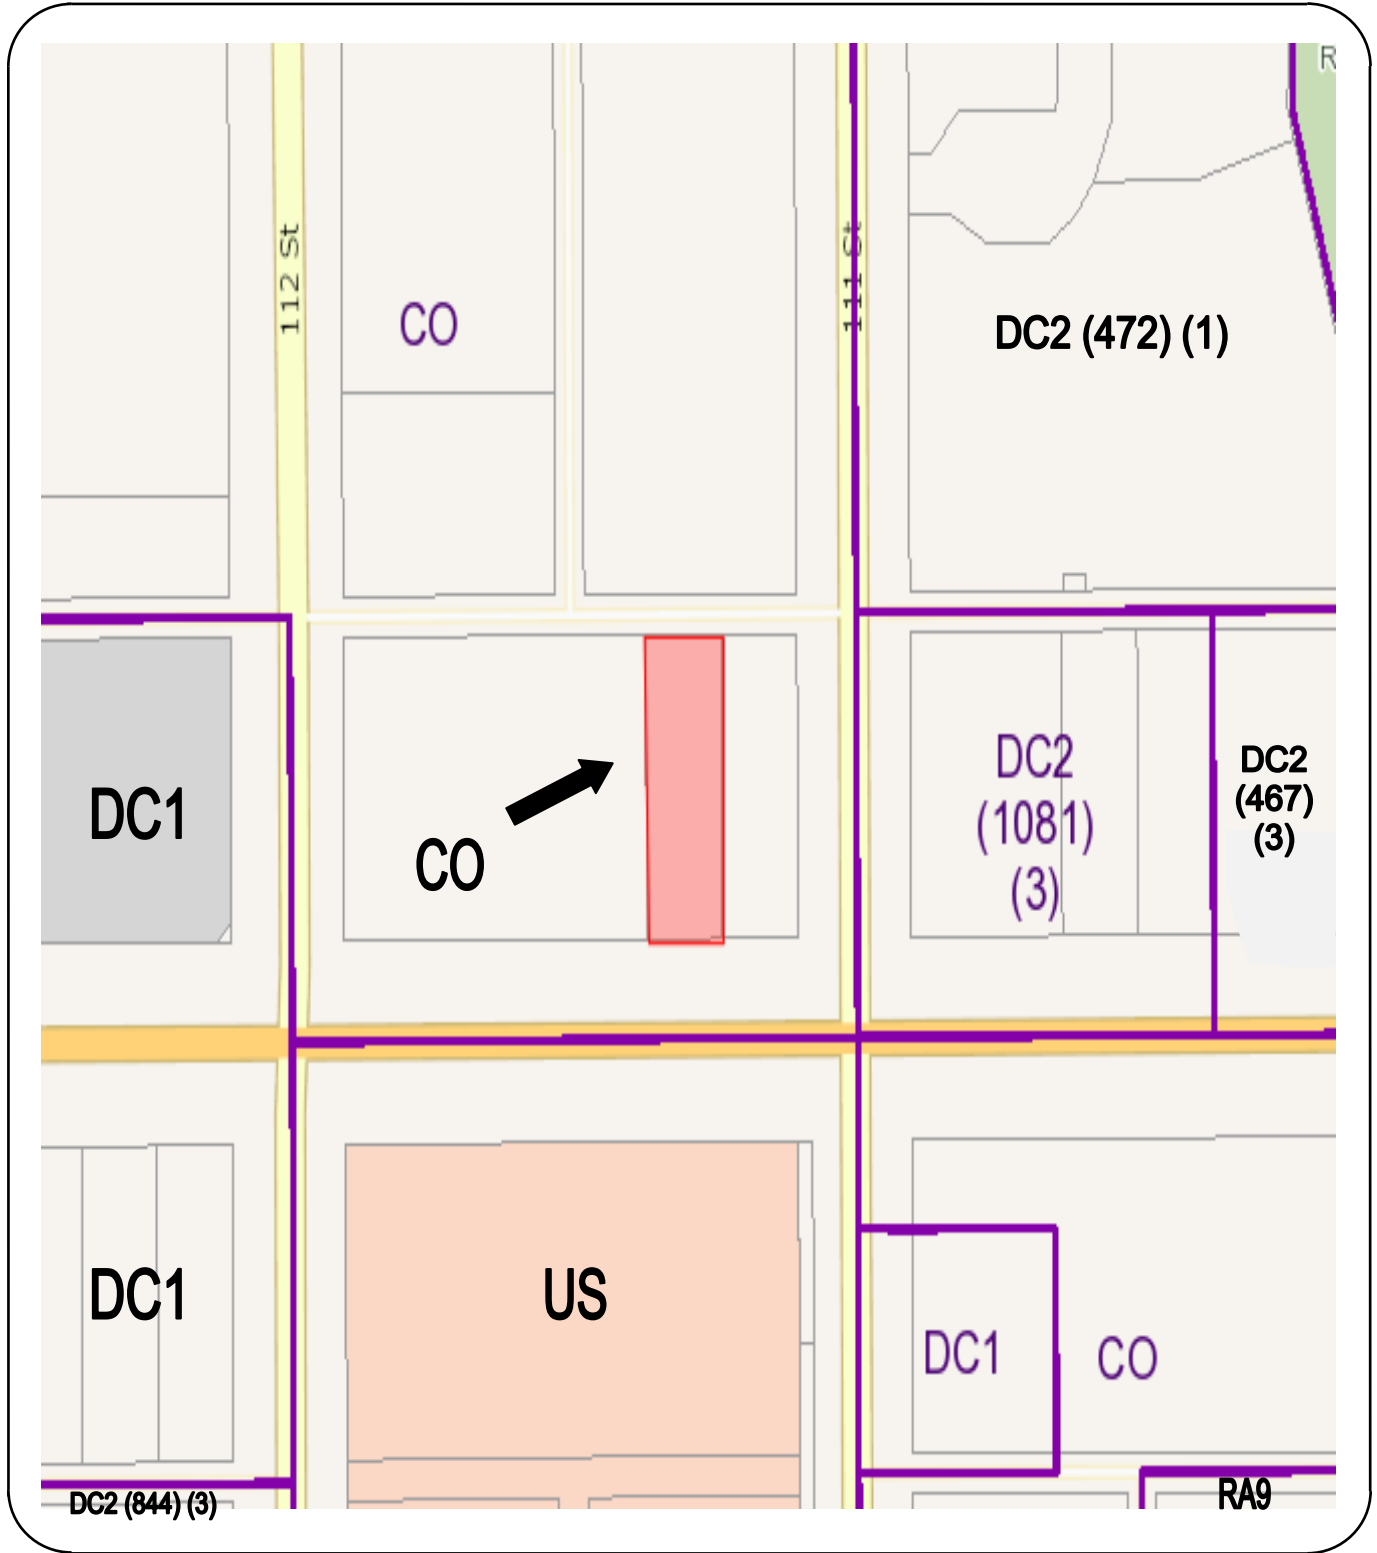 R
112 St
111 St
CO
DC2 (472) (1)
DC1
CO
DC2
(1081)
(3)
DC2
(467)
(3)
DC1
US
DC1
CO
DC2 (844) (3)
RA9